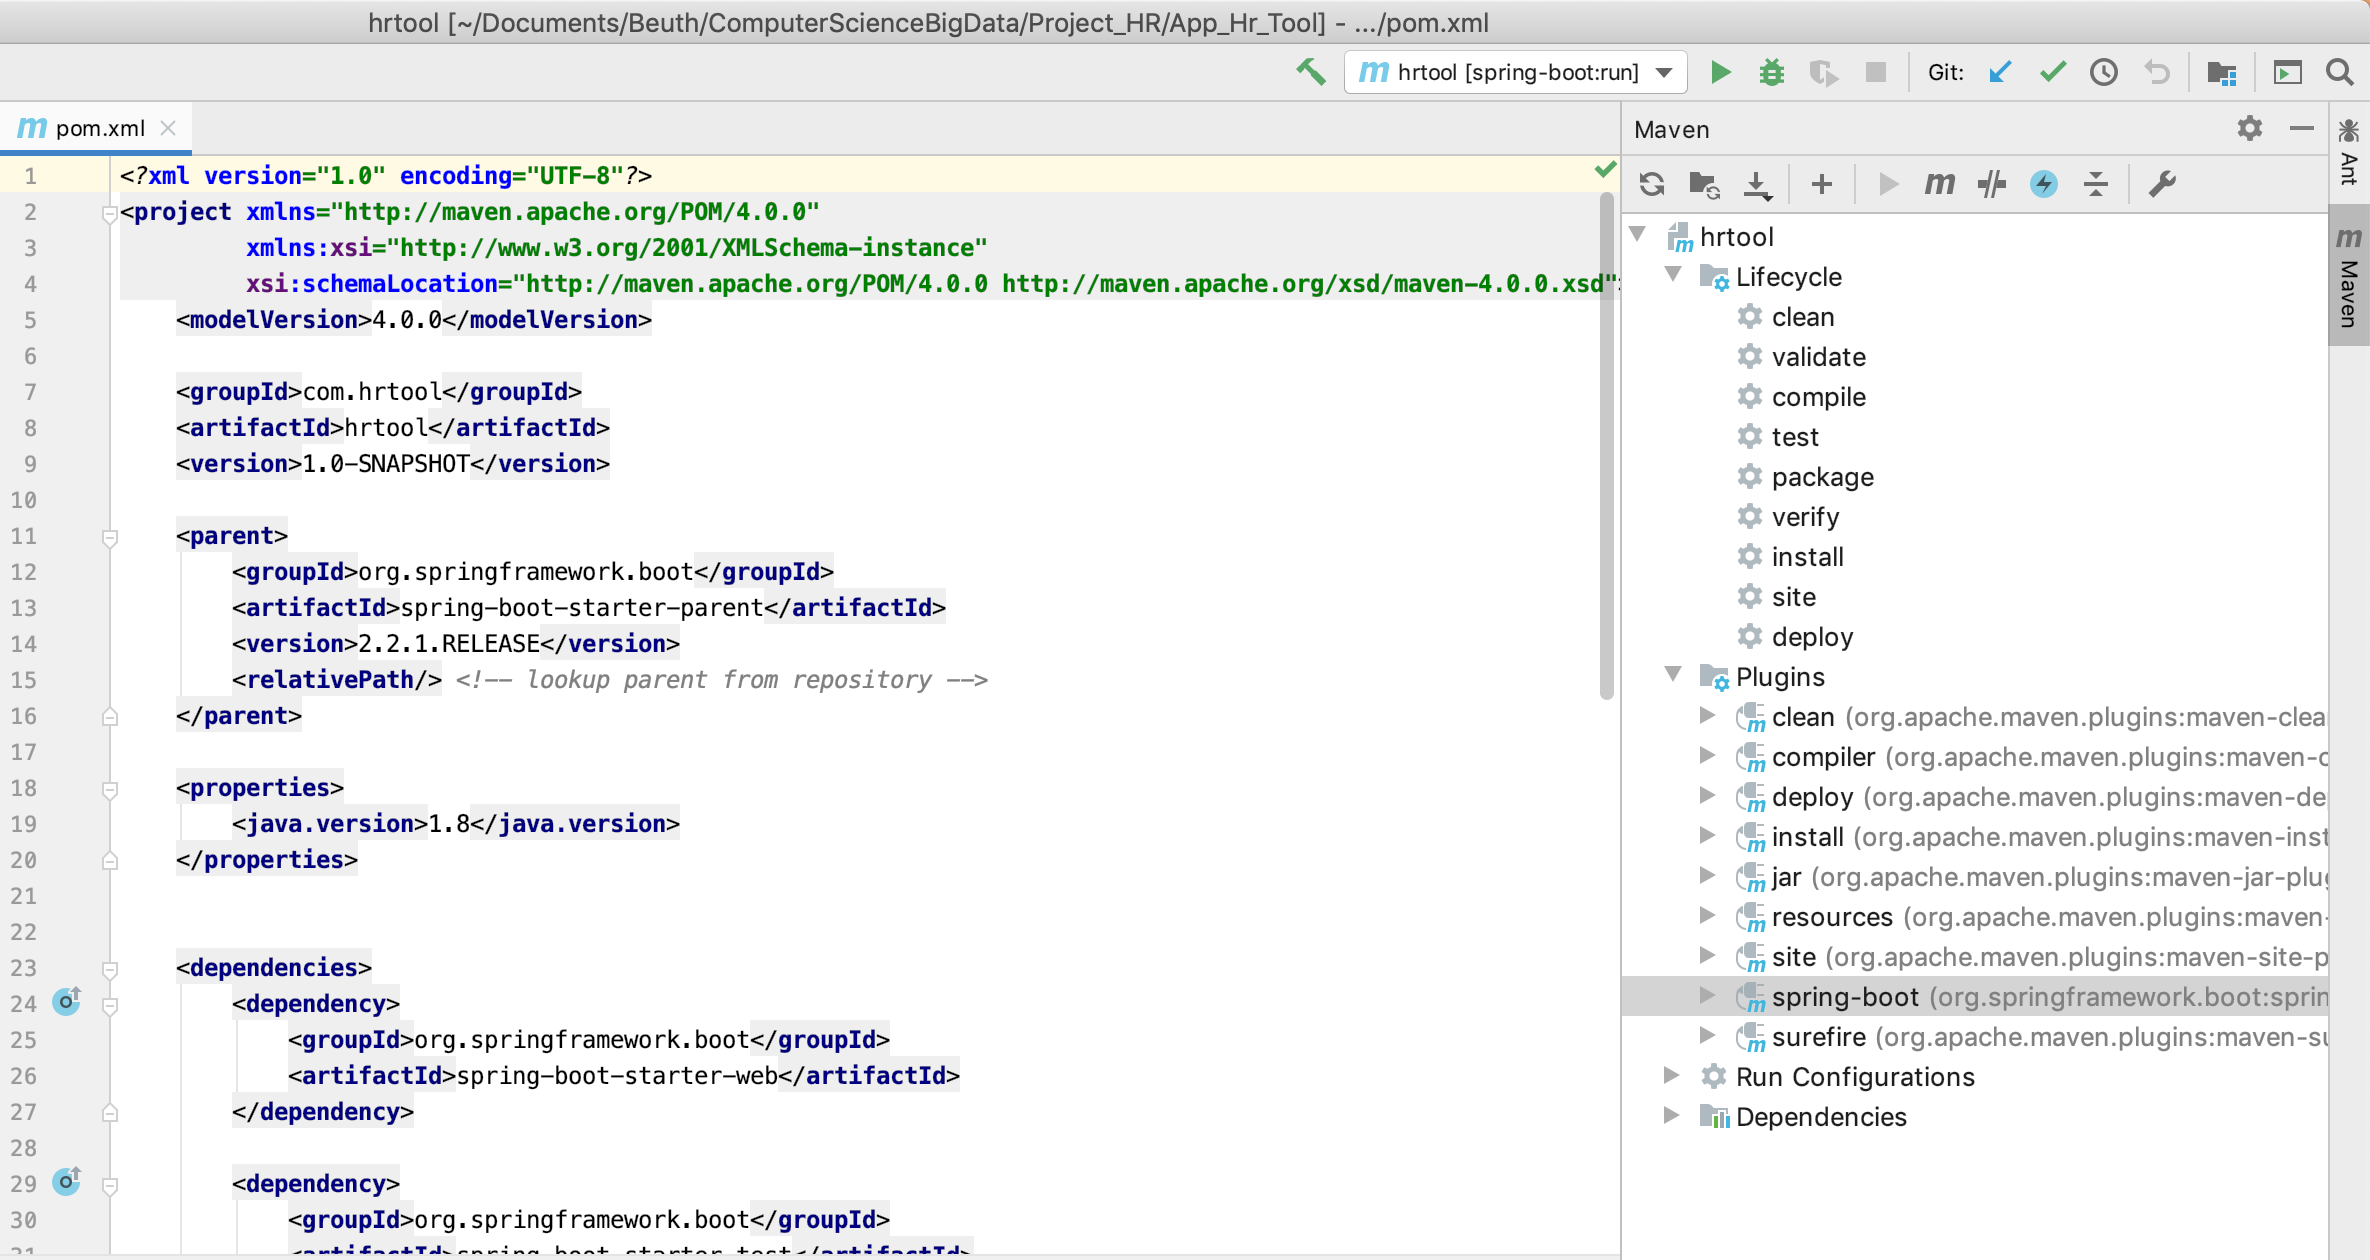 hrtool [~/Documents/Beuth/ComputerScienceBigData/Project_HR/App_Hr_Tool] - .../pom.xml
m hrtool [spring-boot:run] Git:
m pom.xml
Maven
1 <?xml version="1.0" encoding="UTF-8"?>
2 <project xmlns="http://maven.apache.org/POM/4.0.0"
3 xmlns:xsi="http://www.w3.org/2001/XMLSchema-instance"
4 xsi:schemaLocation="http://maven.apache.org/POM/4.0.0 http://maven.apache.org/xsd/maven-4.0.0.xsd"
5 <modelVersion>4.0.0</modelVersion>
6
7 <groupId>com.hrtool</groupId>
8 <artifactId>hrtool</artifactId>
9 <version>1.0-SNAPSHOT</version>
10
11 <parent>
12 <groupId>org.springframework.boot</groupId>
13 <artifactId>spring-boot-starter-parent</artifactId>
14 <version>2.2.1.RELEASE</version>
15 <relativePath/> <!-- lookup parent from repository -->
16 </parent>
17
18 <properties>
19 <java.version>1.8</java.version>
20 </properties>
21
22
23 <dependencies>
24 <dependency>
25 <groupId>org.springframework.boot</groupId>
26 <artifactId>spring-boot-starter-web</artifactId>
27 </dependency>
28
29 <dependency>
30 <groupId>org.springframework.boot</groupId>
31 <artifactId>spring-boot-starter-test</artifactId>
m
hrtool
Lifecycle
clean
validate
compile
test
package
verify
install
site
deploy
Plugins
clean (org.apache.maven.plugins:maven-clea
compiler (org.apache.maven.plugins:maven-c
deploy (org.apache.maven.plugins:maven-de
install (org.apache.maven.plugins:maven-inst
jar (org.apache.maven.plugins:maven-jar-plu
resources (org.apache.maven.plugins:maven-
site (org.apache.maven.plugins:maven-site-p
spring-boot (org.springframework.boot:sprin
surefire (org.apache.maven.plugins:maven-su
Run Configurations
Dependencies
Ant
m Maven